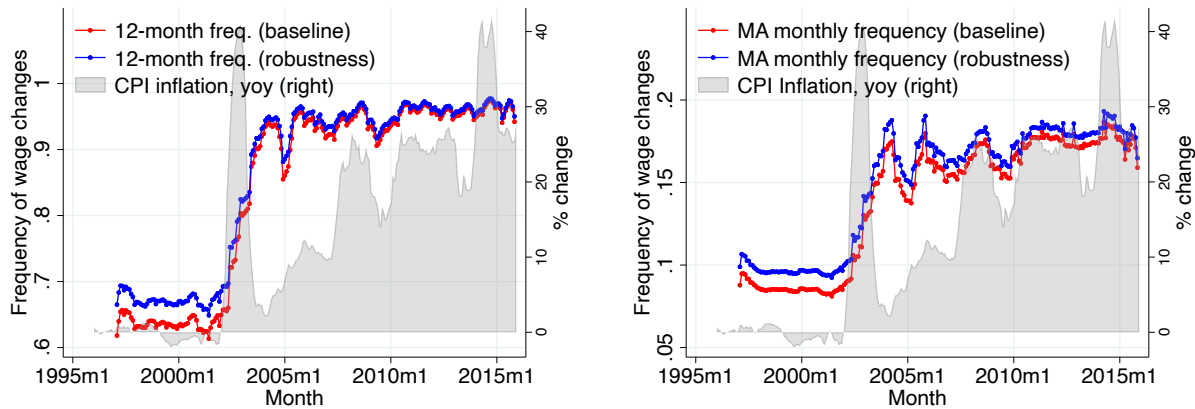 12-month freq. (baseline)
12-month freq. (robustness)
CPI inflation, yoy (right)
Frequency of wage changes
1
.9
.8
.7
.6
40
30
20
10
0
% change
1995m1 2000m1 2005m1 2010m1 2015m1
Month
MA monthly frequency (baseline)
MA monthly frequency (robustness)
CPI Inflation, yoy (right)
Frequency of wage changes
.2
.15
.1
.05
40
30
20
10
0
% change
1995m1 2000m1 2005m1 2010m1 2015m1
Month